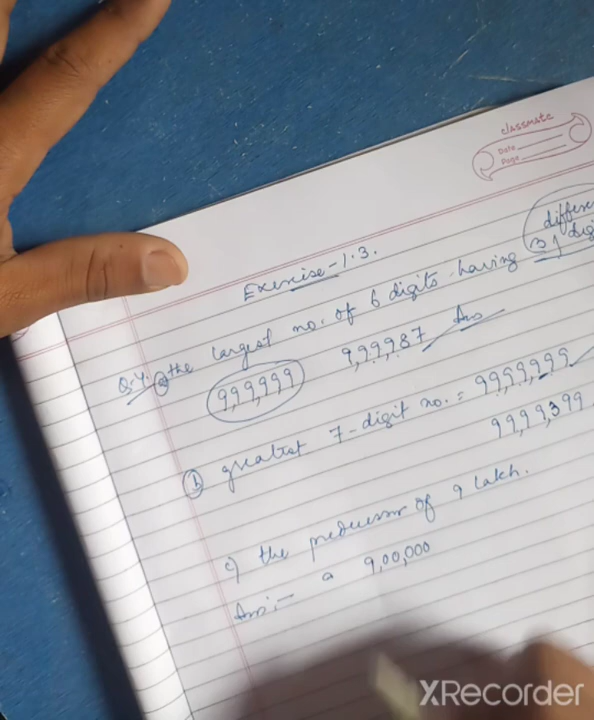 classmate
Date
Page
Exercise-1.3.
differe
Q.4. a the largest no. of 6 digits having 3 dig
9,99,999 9,99,987 Ans
b greatest 7-digit no. = 99,99,999
99,99,399
c) the predecessor of 9 lakh.
Ans:- a 9,00,000
XRecorder